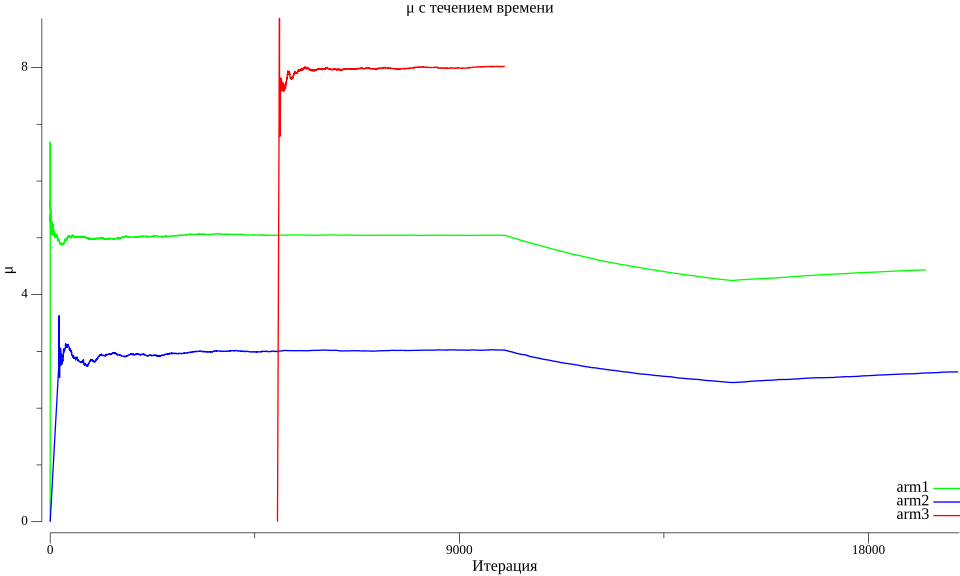 μ с течением времени
8
4
0
μ
0
9000
18000
Итерация
arm1
arm2
arm3